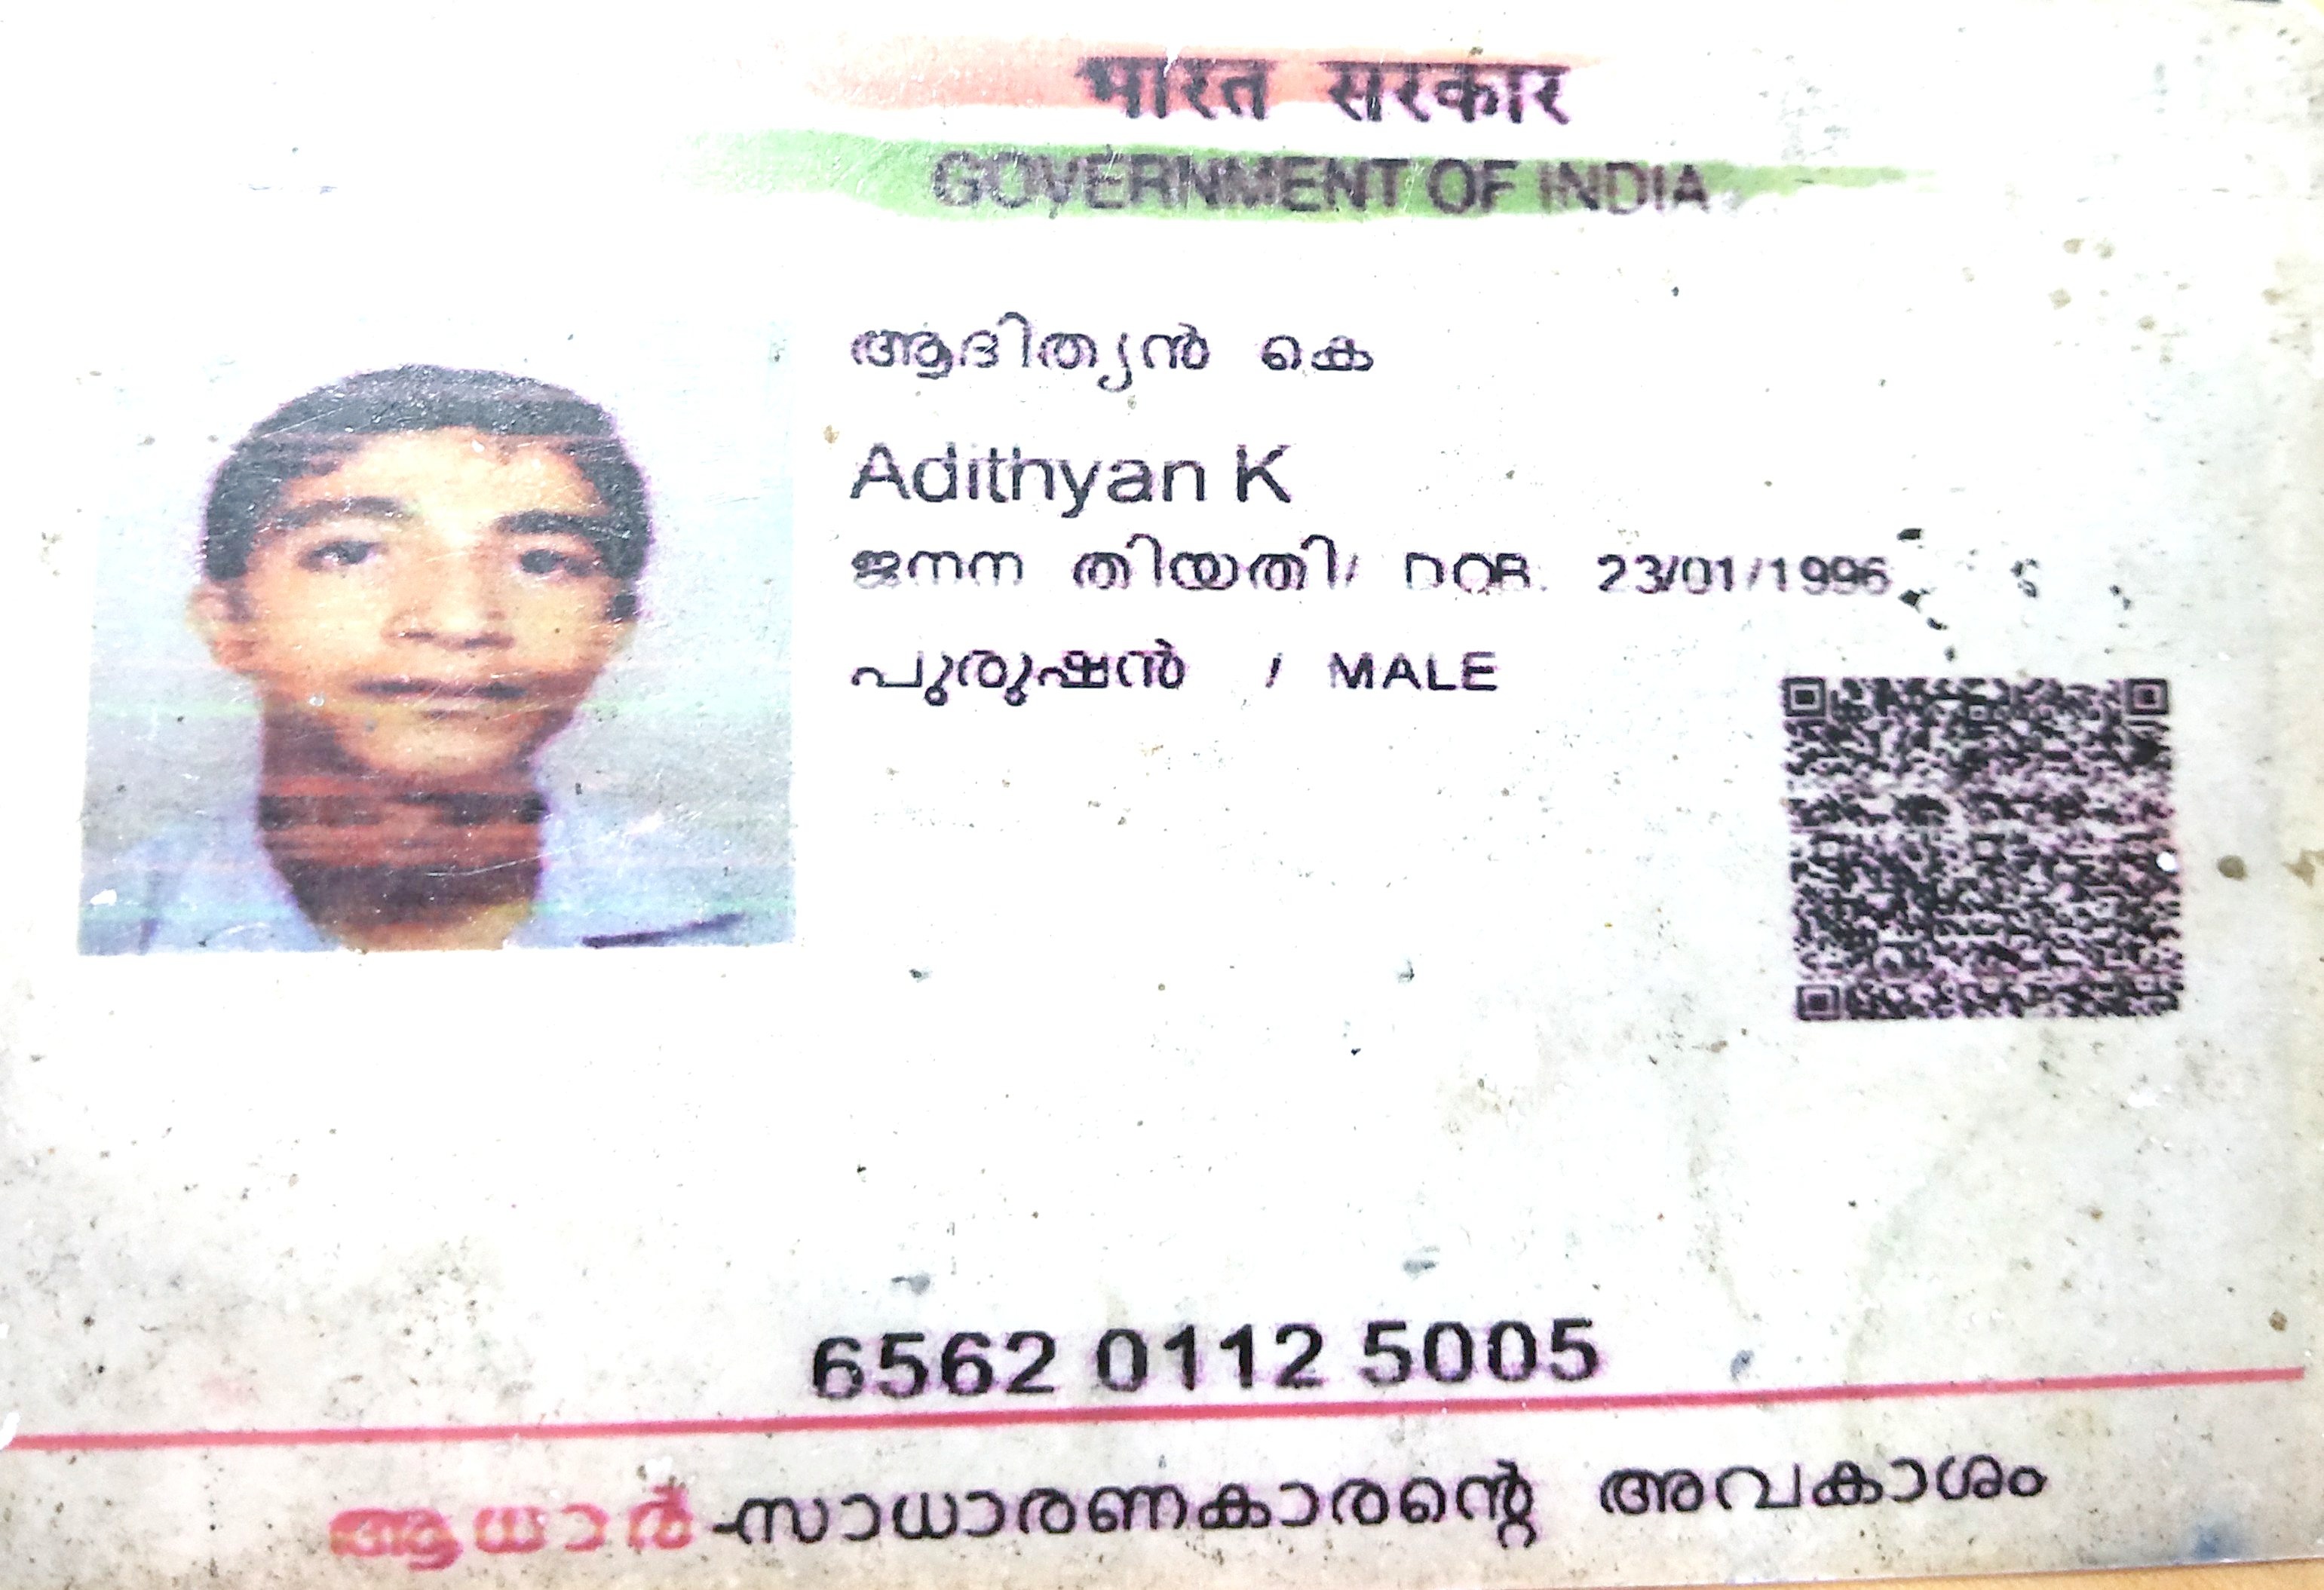 भारत सरकार
GOVERNMENT OF INDIA
ആദിത്യൻ കെ
Adithyan K
ജനന തിയതി/ DOB. 23/01/1996
പുരുഷൻ / MALE
6562 0112 5005
ആധാർ-സാധാരണകാരന്റെ അവകാശം